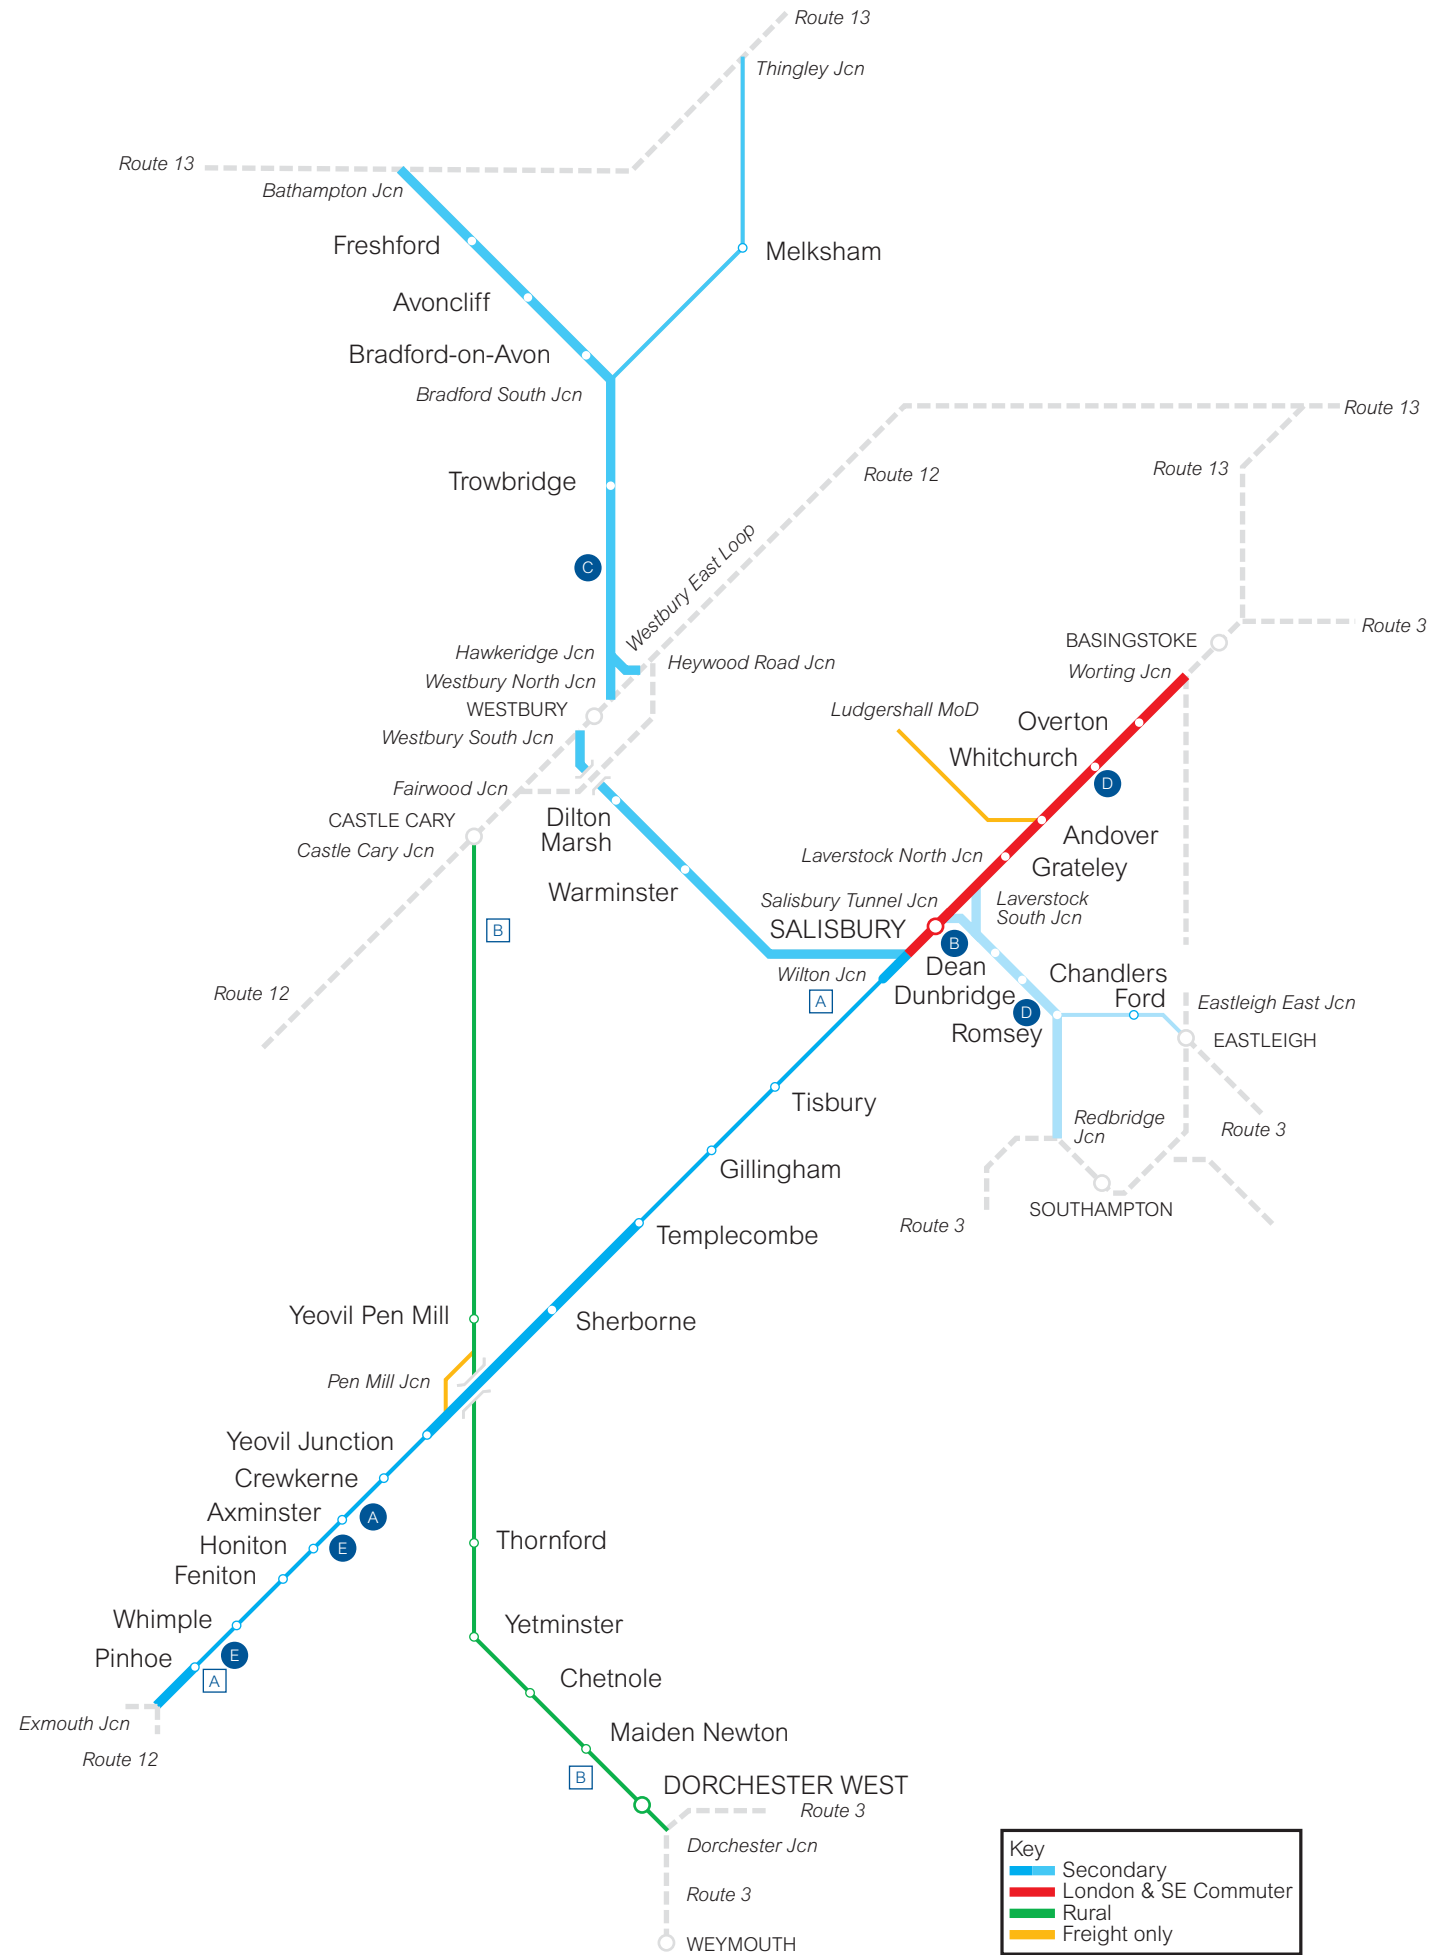 Route 13
Thingley Jcn
Route 13
Bathampton Jcn
Freshford
Melksham
Avoncliff
Bradford-on-Avon
Bradford South Jcn
Route 13
Route 12
Route 13
Trowbridge
Westbury East Loop
C
Route 3
BASINGSTOKE
Hawkeridge Jcn
Heywood Road Jcn
Worting Jcn
Westbury North Jcn
WESTBURY
Ludgershall MoD
Overton
Westbury South Jcn
Whitchurch
D
Fairwood Jcn
CASTLE CARY
Dilton
Marsh
Andover
Castle Cary Jcn
Laverstock North Jcn
Grateley
Warminster
Salisbury Tunnel Jcn
Laverstock
South Jcn
B
SALISBURY
B
Dean
Wilton Jcn
Chandlers
Ford
Route 12
A
Dunbridge
D
Eastleigh East Jcn
Romsey
EASTLEIGH
Tisbury
Redbridge
Jcn
Route 3
Gillingham
SOUTHAMPTON
Route 3
Templecombe
Yeovil Pen Mill
Sherborne
Pen Mill Jcn
Yeovil Junction
Crewkerne
Axminster
A
Honiton
E
Thornford
Feniton
Whimple
Yetminster
Pinhoe
E
A
Chetnole
Exmouth Jcn
Maiden Newton
Route 12
B
DORCHESTER WEST
Route 3
Dorchester Jcn
Route 3
WEYMOUTH
Key
Secondary
London & SE Commuter
Rural
Freight only